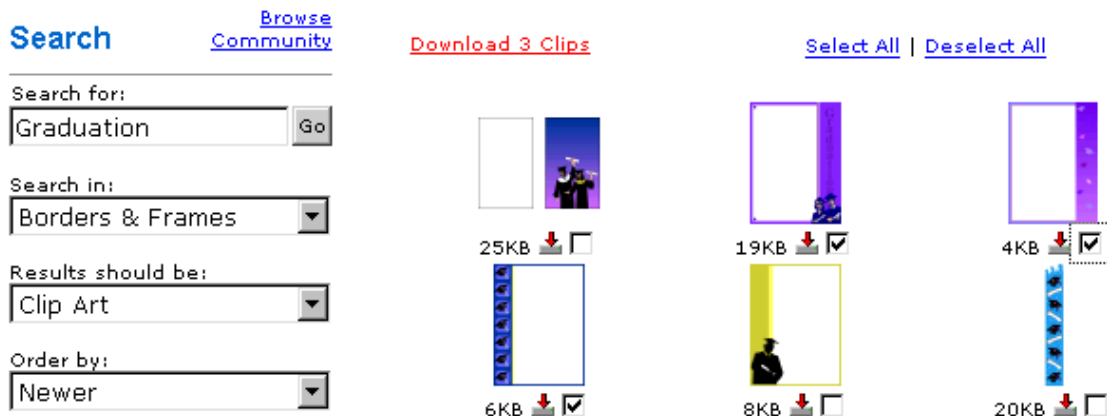 Browse
Search Community
Download 3 Clips
Select All | Deselect All
Search for:
Graduation Go
Search in:
Borders & Frames
Results should be:
Clip Art
Order by:
Newer
25KB 19KB 4KB
6KB 8KB 20KB